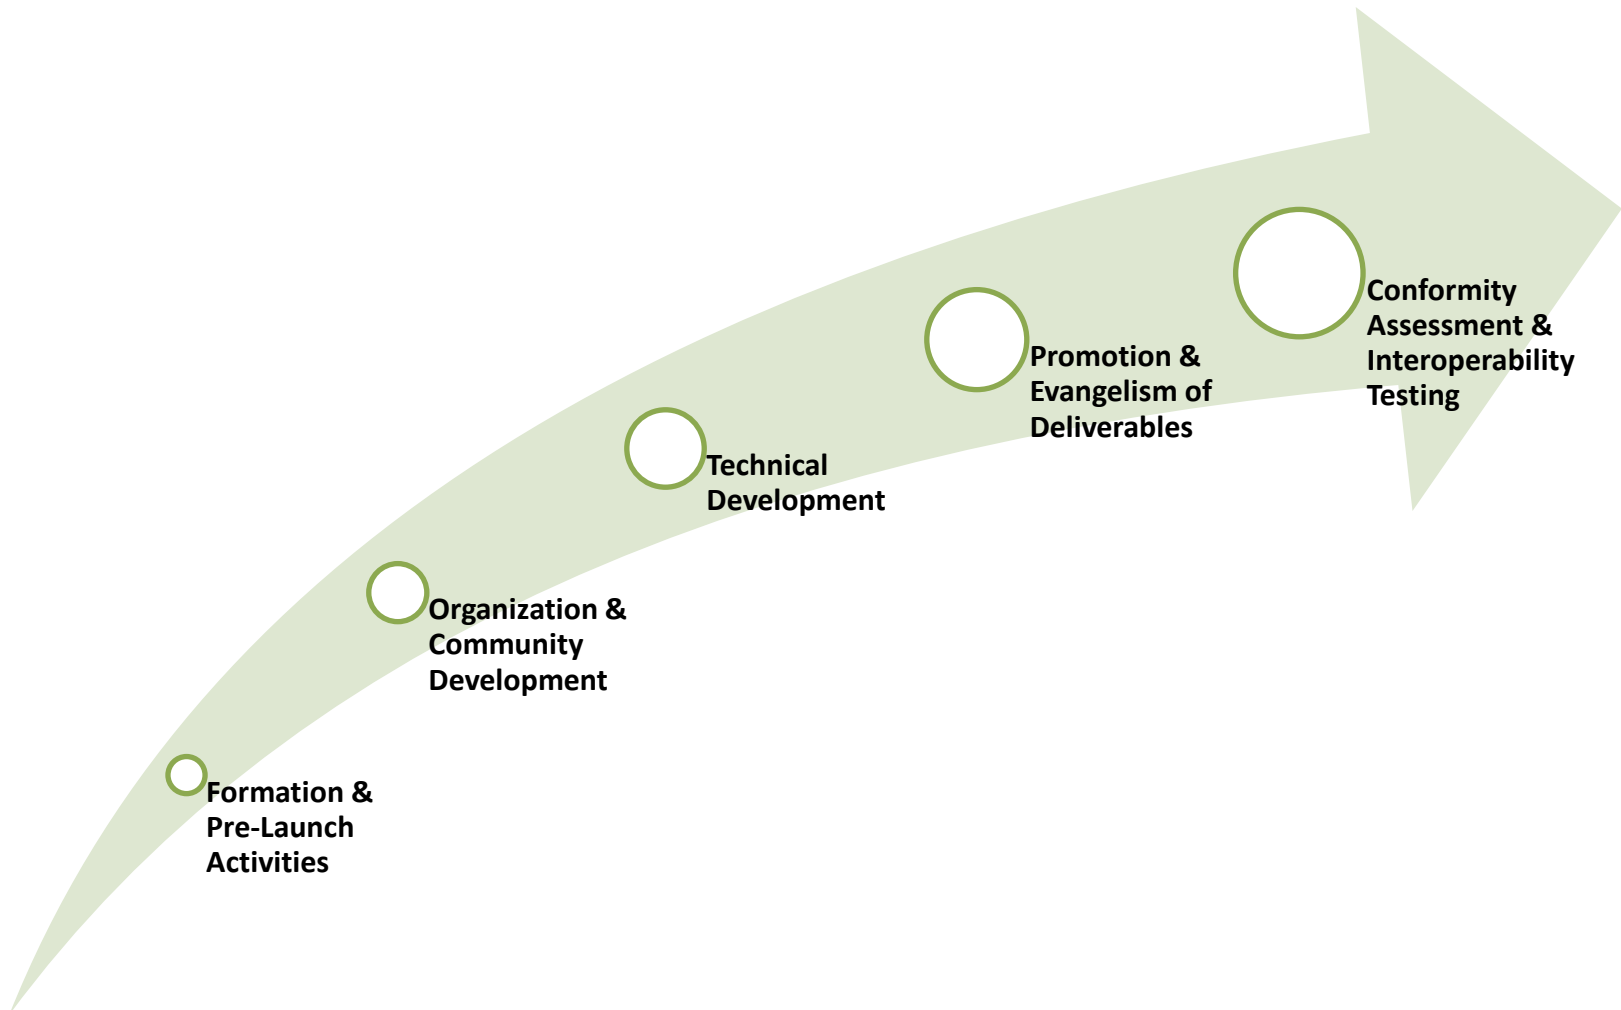 Formation &
Pre-Launch
Activities
Organization &
Community
Development
Technical
Development
Promotion &
Evangelism of
Deliverables
Conformity
Assessment &
Interoperability
Testing